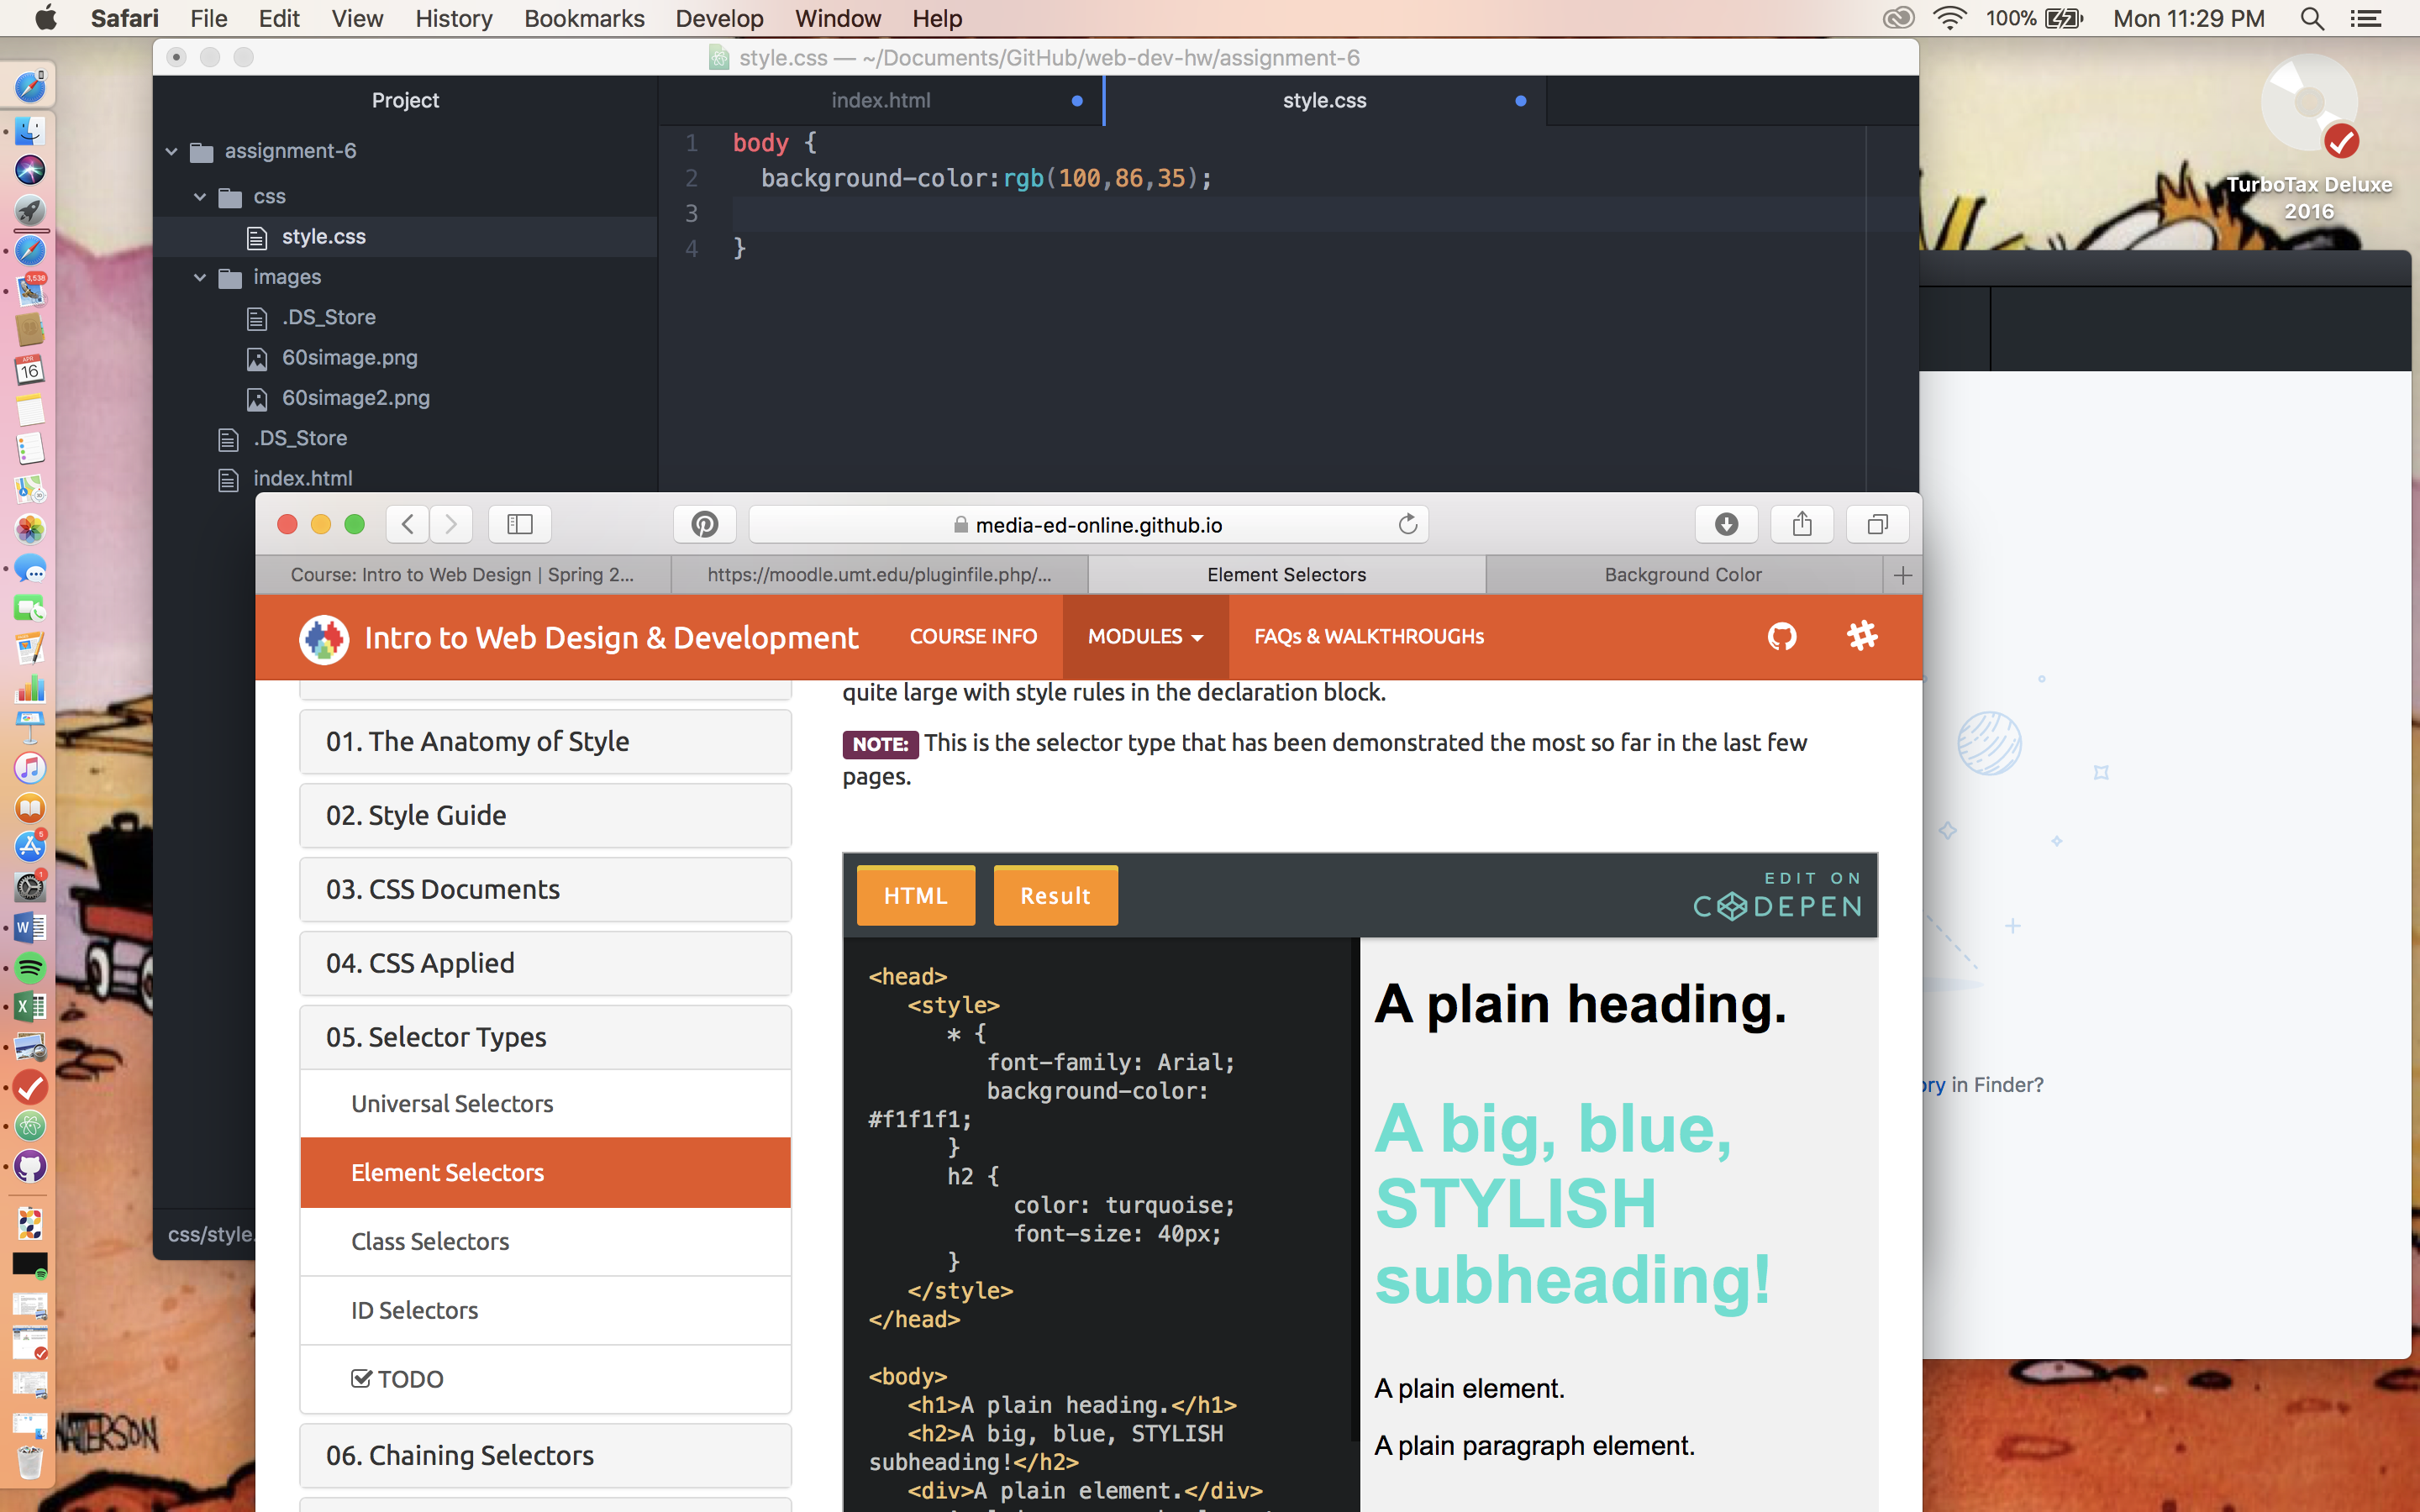 Safari File Edit View History Bookmarks Develop Window Help 100% Mon 11:29 PM
style.css — ~/Documents/GitHub/web-dev-hw/assignment-6
Project
index.html
style.css
assignment-6
css
style.css
images
.DS_Store
60simage.png
60simage2.png
.DS_Store
index.html
1 body {
2 background-color:rgb(100,86,35);
3
4 }
css/style.
TurboTax Deluxe
2016
3,536
APR
16
5
1
media-ed-online.github.io
Course: Intro to Web Design | Spring 2...
https://moodle.umt.edu/pluginfile.php/...
Element Selectors
Background Color
Intro to Web Design & Development
COURSE INFO
MODULES
FAQs & WALKTHROUGHs
01. The Anatomy of Style
02. Style Guide
03. CSS Documents
04. CSS Applied
05. Selector Types
Universal Selectors
Element Selectors
Class Selectors
ID Selectors
TODO
06. Chaining Selectors
quite large with style rules in the declaration block.
NOTE: This is the selector type that has been demonstrated the most so far in the last few
pages.
HTML
Result
EDIT ON
CODEPEN
<head>
<style>
* {
font-family: Arial;
background-color:
#f1f1f1;
}
h2 {
color: turquoise;
font-size: 40px;
}
</style>
</head>
<body>
<h1>A plain heading.</h1>
<h2>A big, blue, STYLISH
subheading!</h2>
<div>A plain element.</div>
A plain heading.
A big, blue,
STYLISH
subheading!
A plain element.
A plain paragraph element.
ory in Finder?
WATTERSON